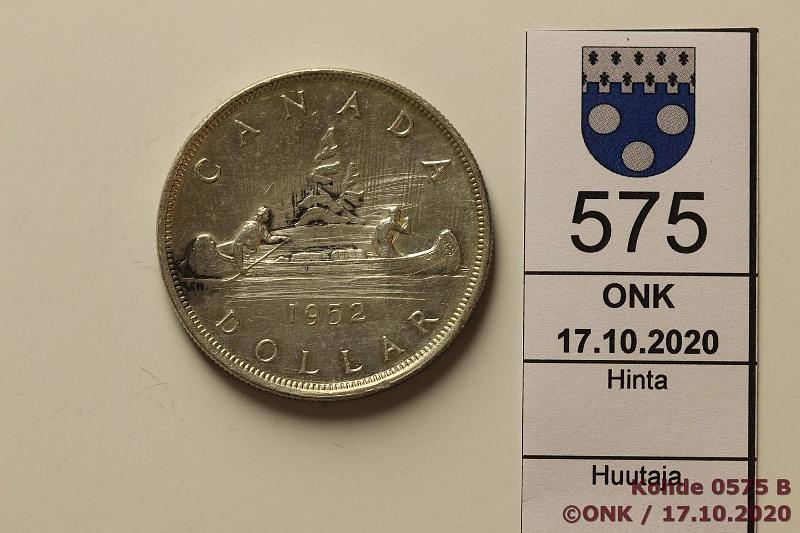 CANADA
1952
DOLLAR
575
ONK
17.10.2020
Hinta
Huutaja
Kohde 0575 B
©ONK / 17.10.2020